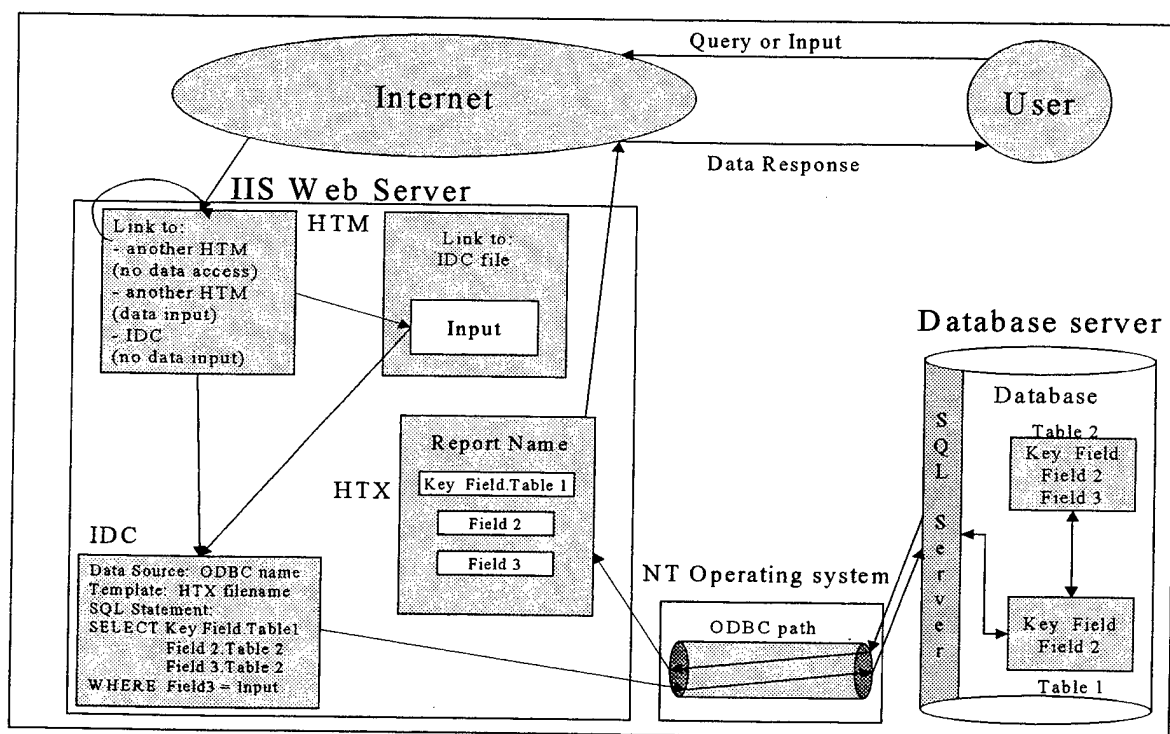 Query or Input
Internet
User
Data Response
IIS Web Server
HTM
Link to:
- another HTM
(no data access)
- another HTM
(data input)
- IDC
(no data input)
Link to:
IDC file
Input
Database server
Database
SQL Server
Table 2
Key Field
Field 2
Field 3
Key Field
Field 2
Table 1
HTX
Report Name
Key Field.Table 1
Field 2
Field 3
IDC
Data Source: ODBC name
Template: HTX filename
SQL Statement:
SELECT Key Field.Table1
Field 2.Table 2
Field 3.Table 2
WHERE Field3 = Input
NT Operating system
ODBC path